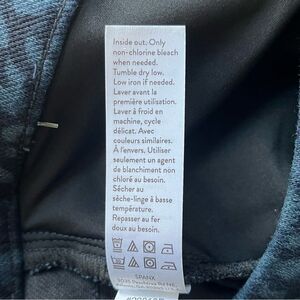 Inside out. Only
non-chlorine bleach
when needed.
Tumble dry low.
Low iron if needed.
Laver avant la
première utilisation.
Laver à froid en
machine, cycle
délicat. Avec
couleurs similaires.
À l'envers. Utiliser
seulement un agent
de blanchiment non
chloré au besoin.
Sécher au
sèche-linge à basse
température.
Repasser au fer
doux au besoin.
SPANX